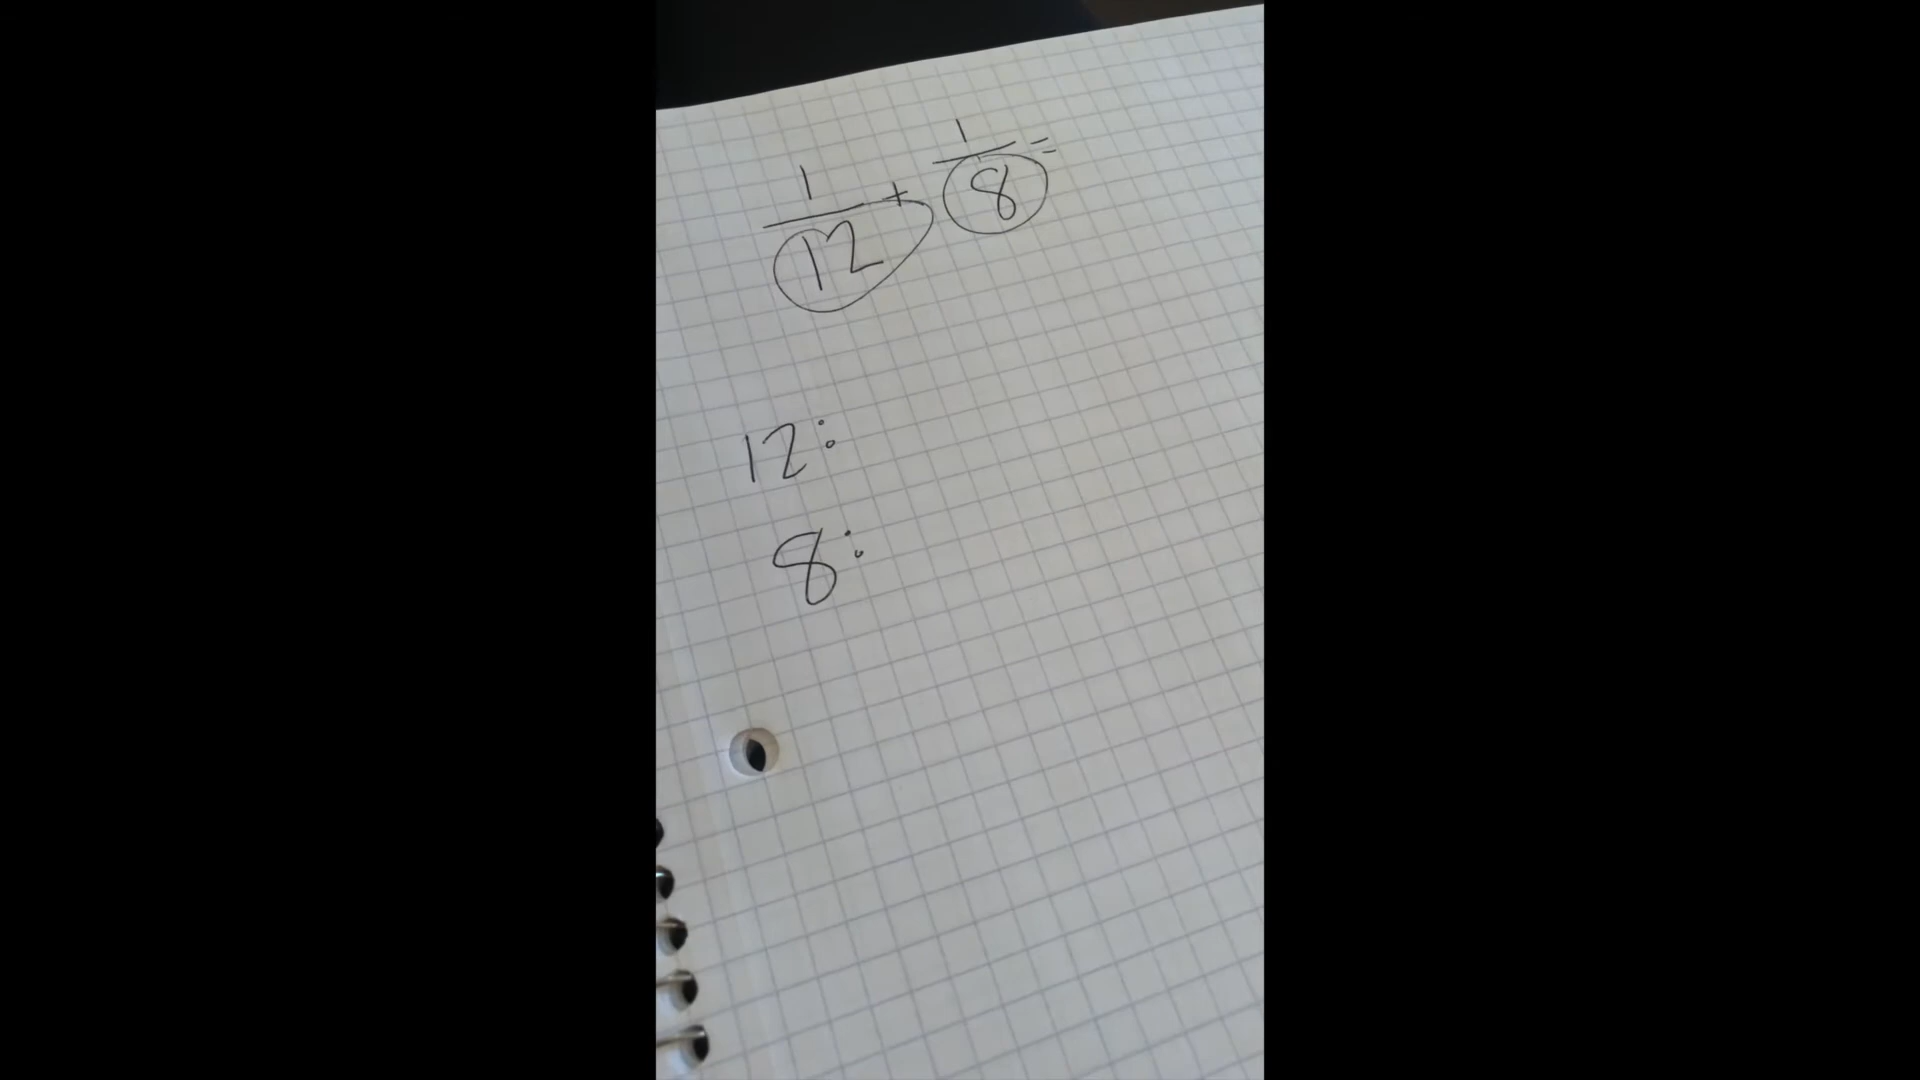 1/12 + 1/8 =
12:
8: